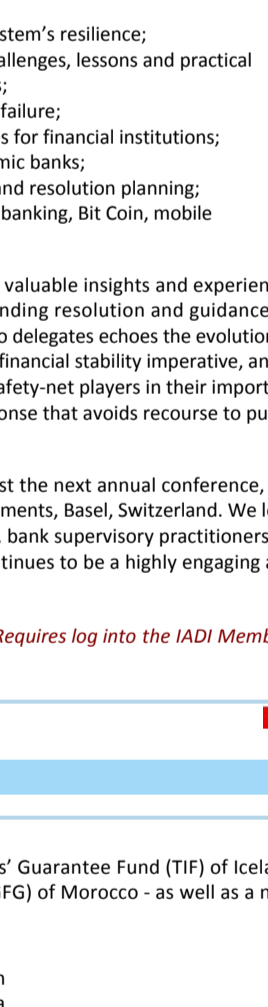 stem's resilience;
allenges, lessons and practical
s;
failure;
s for financial institutions;
mic banks;
nd resolution planning;
banking, Bit Coin, mobile
valuable insights and experien
nding resolution and guidance
o delegates echoes the evolution
financial stability imperative, an
afety-net players in their import
onse that avoids recourse to pu
st the next annual conference,
ments, Basel, Switzerland. We l
bank supervisory practitioners
tinues to be a highly engaging a
Requires log into the IADI Memb
s' Guarantee Fund (TIF) of Icela
FG) of Morocco - as well as a n